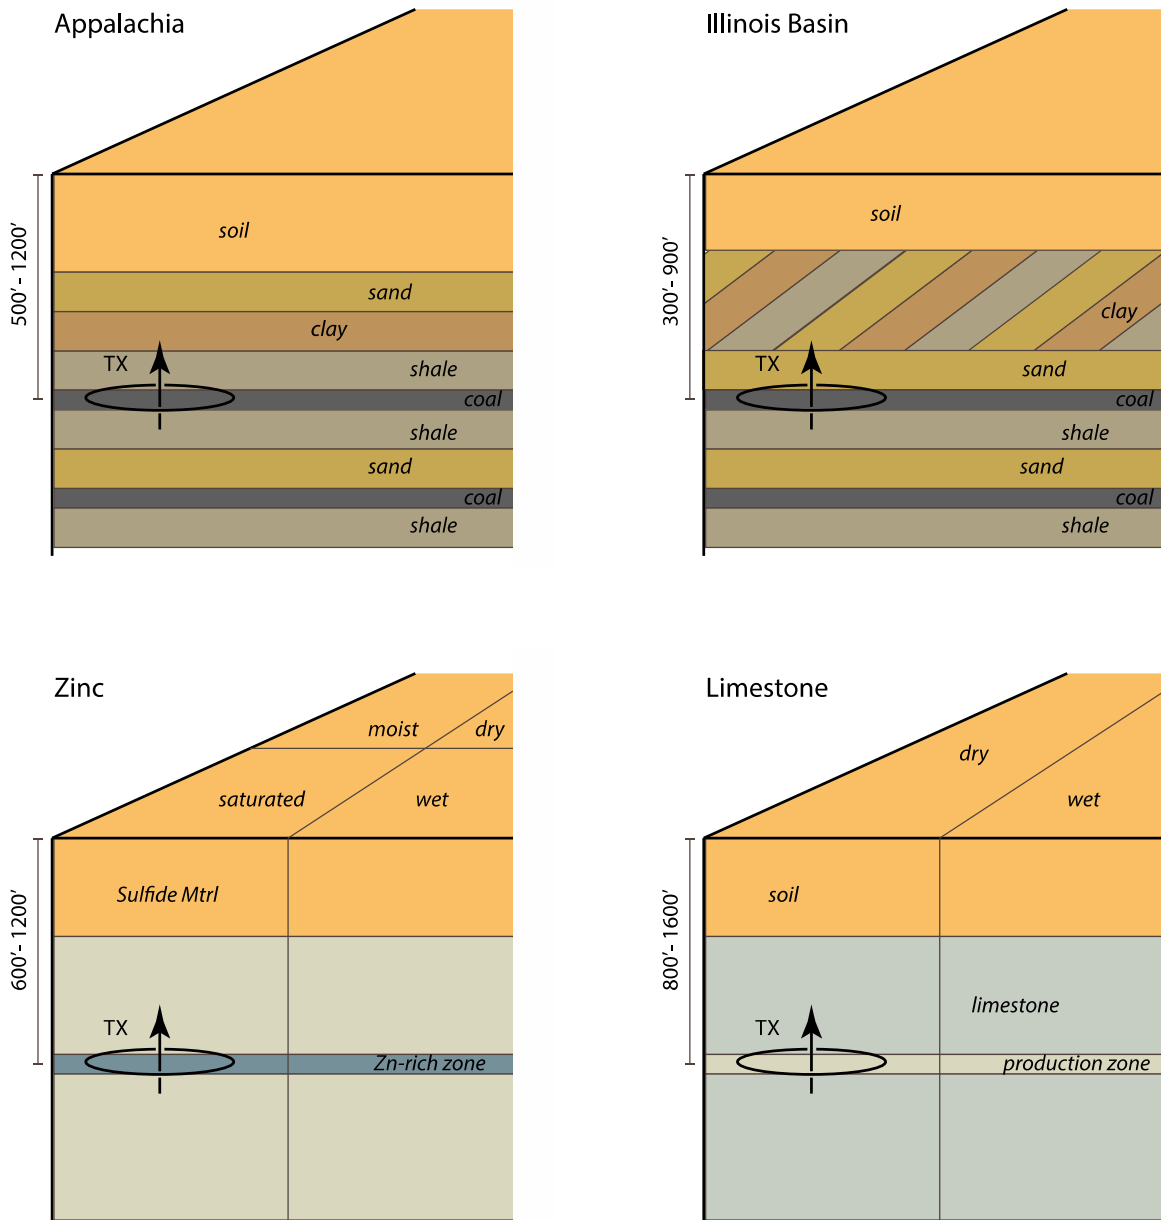 Appalachia
500’- 1200’
soil
sand
clay
TX
shale
coal
shale
sand
coal
shale
Illinois Basin
300’- 900’
soil
clay
TX
sand
coal
shale
sand
coal
shale
Zinc
moist
dry
saturated
wet
600’- 1200’
Sulfide Mtrl
TX
Zn-rich zone
Limestone
dry
wet
800’- 1600’
soil
limestone
TX
production zone